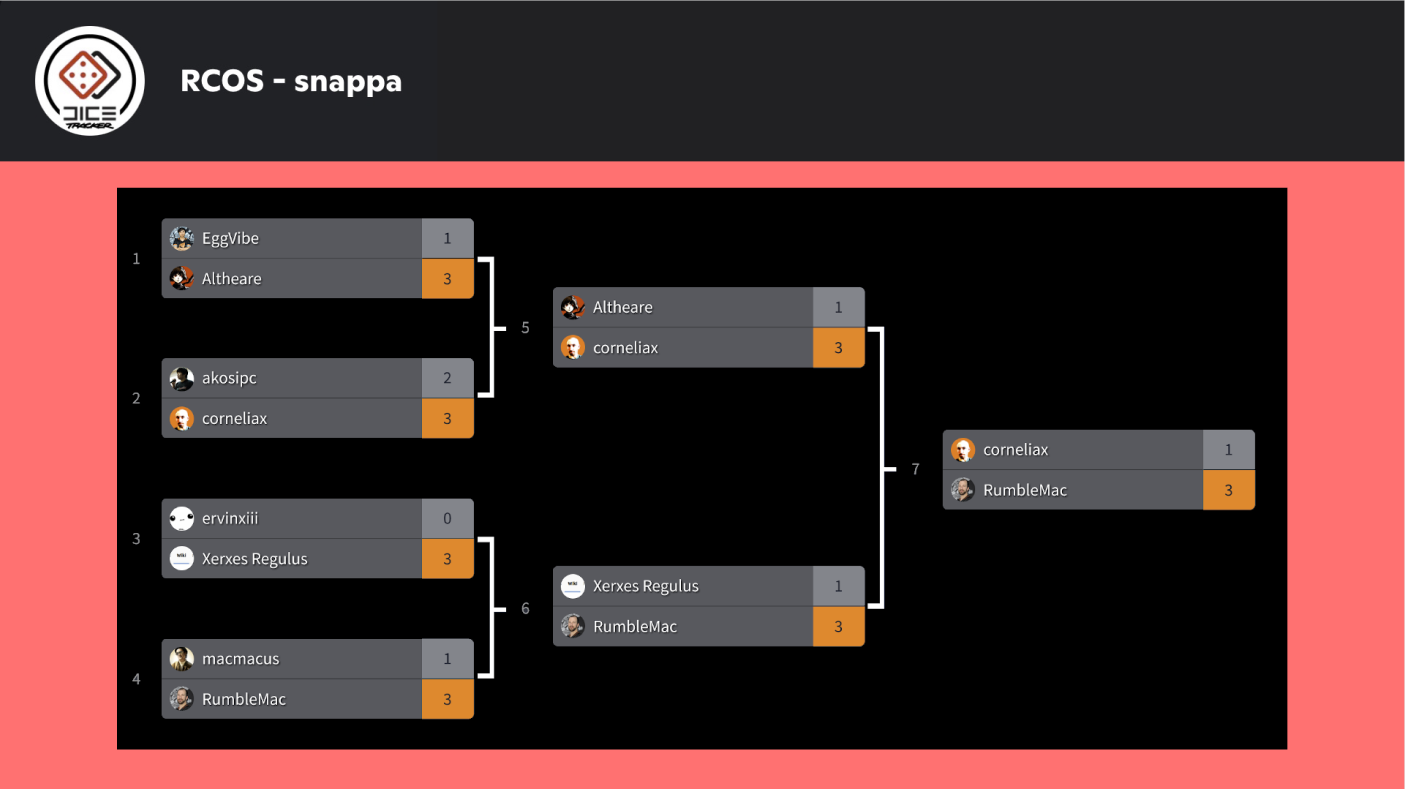 DICE
TRACKER
RCOS - snappa
1
EggVibe 1
Altheare 3
2
akosipc 2
corneliax 3
3
ervinxiii 0
Xerxes Regulus 3
4
macmacus 1
RumbleMac 3
5
Altheare 1
corneliax 3
6
Xerxes Regulus 1
RumbleMac 3
7
corneliax 1
RumbleMac 3